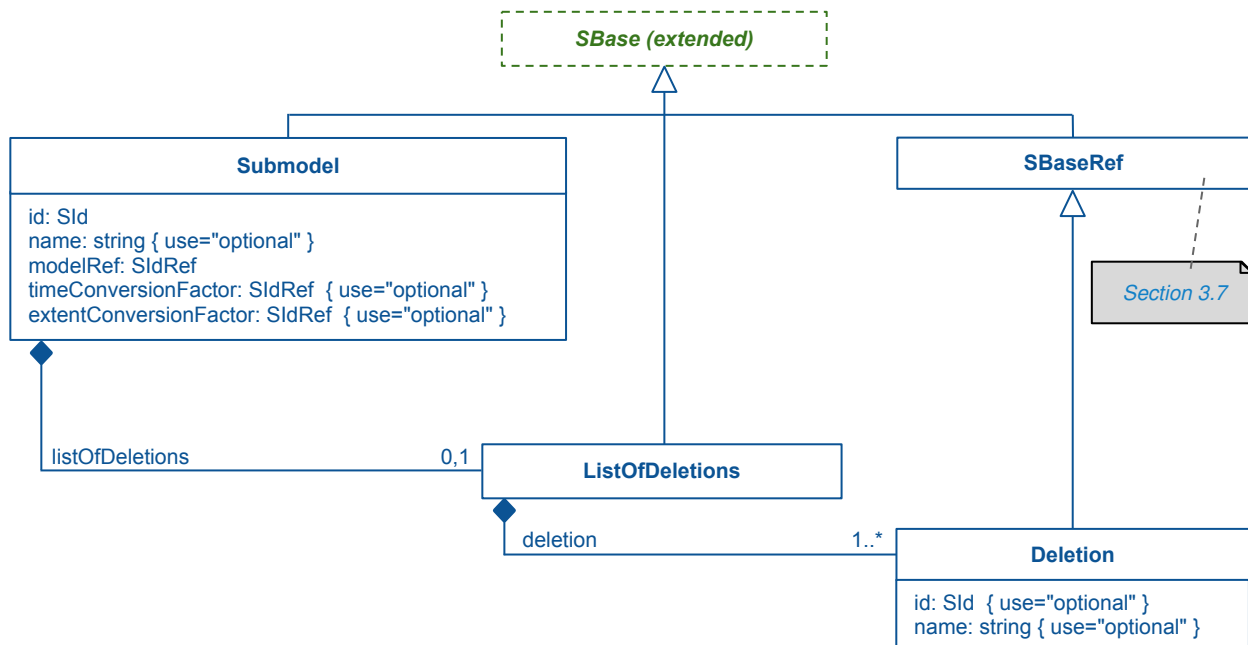 SBase (extended)
Submodel
SBaseRef
id: SId
name: string { use="optional" }
modelRef: SIdRef
timeConversionFactor: SIdRef { use="optional" }
extentConversionFactor: SIdRef { use="optional" }
Section 3.7
listOfDeletions
0,1
ListOfDeletions
deletion
1..*
Deletion
id: SId { use="optional" }
name: string { use="optional" }